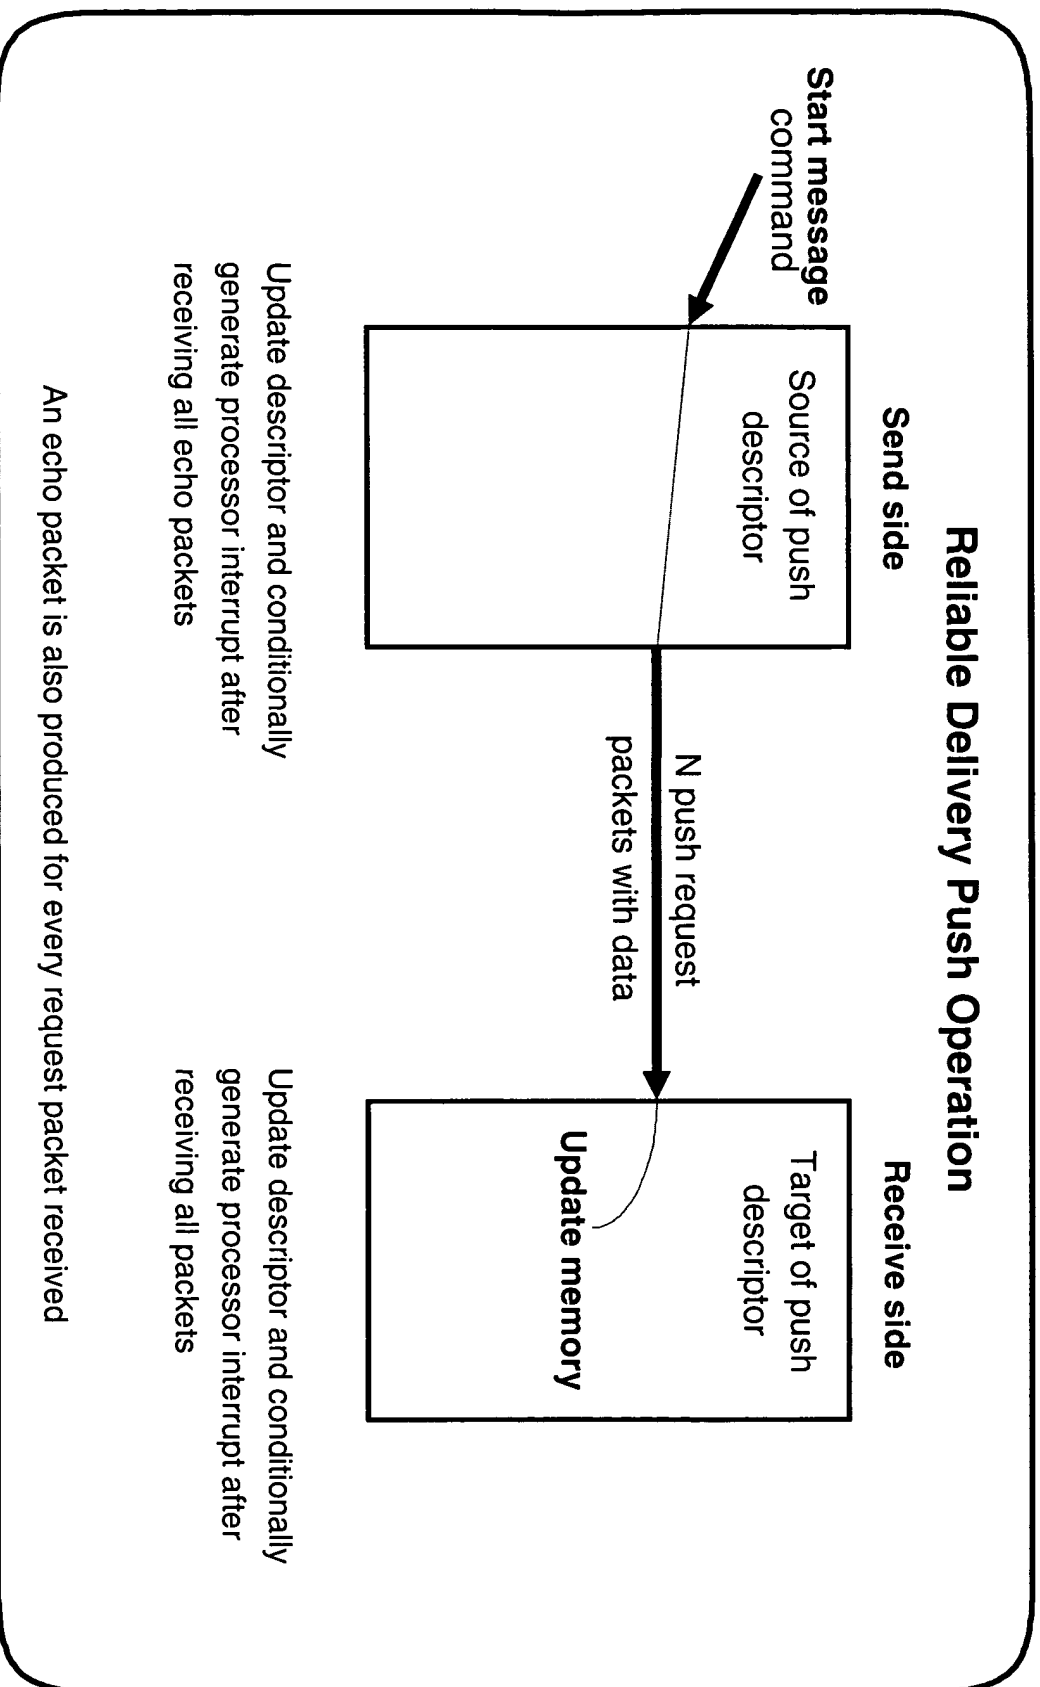 Reliable Delivery Push Operation
Send side
Receive side
Start message
command
Source of push
descriptor
N push request
packets with data
Target of push
descriptor
Update memory
Update descriptor and conditionally
generate processor interrupt after
receiving all echo packets
Update descriptor and conditionally
generate processor interrupt after
receiving all packets
An echo packet is also produced for every request packet received